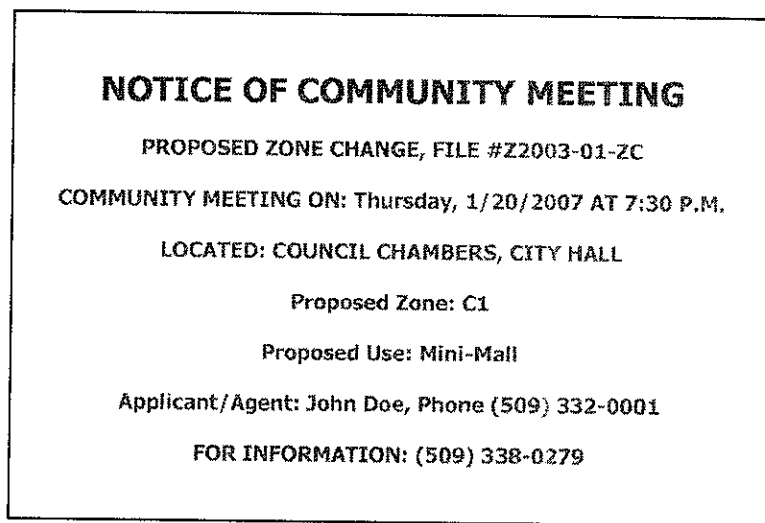 NOTICE OF COMMUNITY MEETING
PROPOSED ZONE CHANGE, FILE #Z2003-01-ZC
COMMUNITY MEETING ON: Thursday, 1/20/2007 AT 7:30 P.M.
LOCATED: COUNCIL CHAMBERS, CITY HALL
Proposed Zone: C1
Proposed Use: Mini-Mall
Applicant/Agent: John Doe, Phone (509) 332-0001
FOR INFORMATION: (509) 338-0279